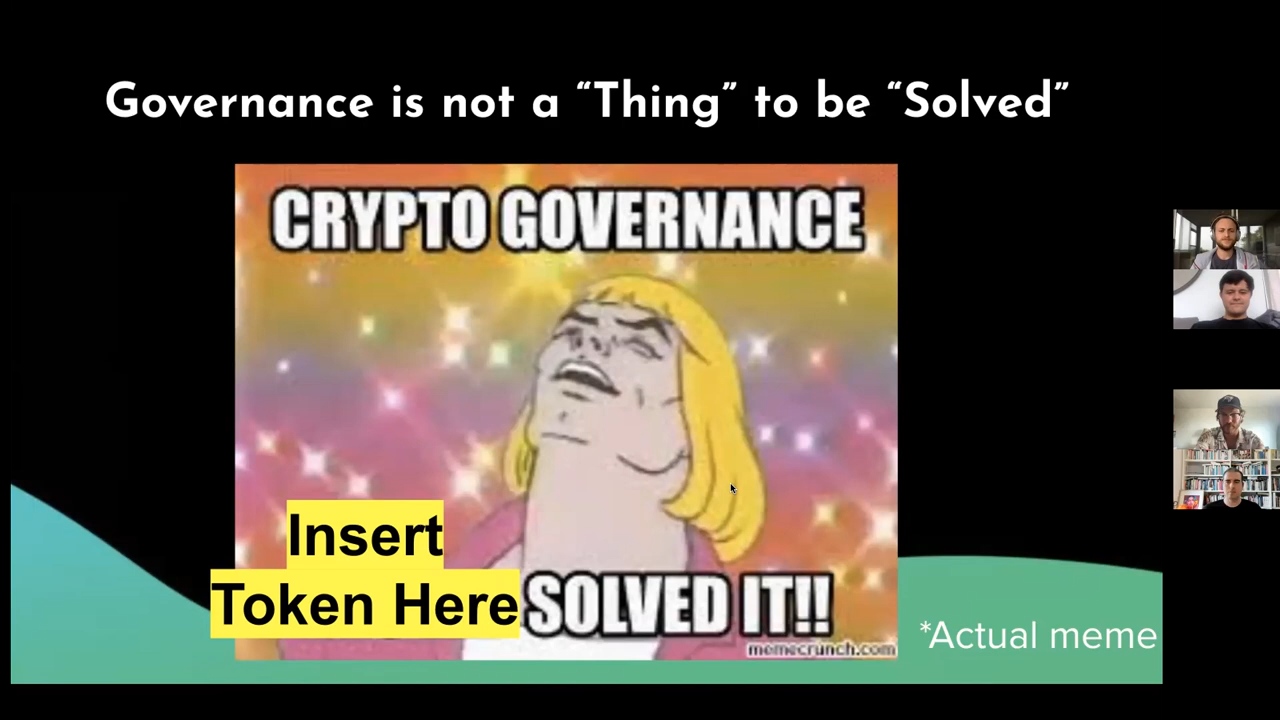 Governance is not a “Thing” to be “Solved”
CRYPTO GOVERNANCE
Insert
Token Here
SOLVED IT!!
memecrunch.com
*Actual meme